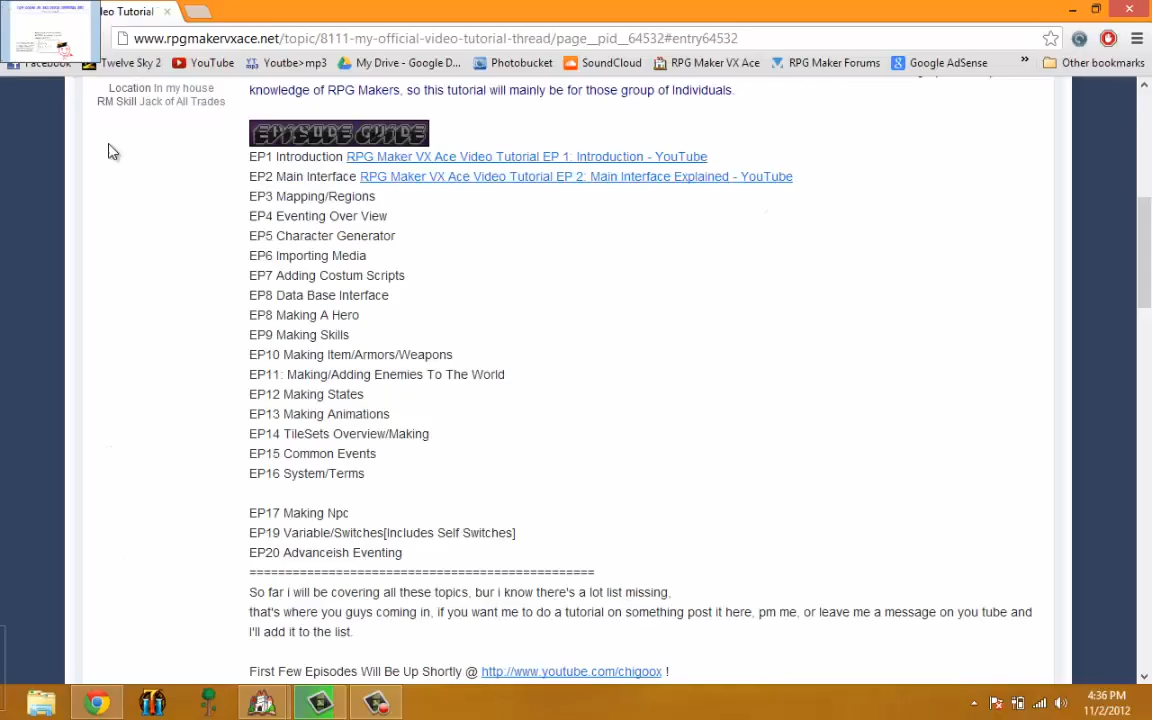 eo Tutorial
www.rpgmakervxace.net/topic/8111-my-official-video-tutorial-thread/page__pid__64532#entry64532
Facebook Twelve Sky 2 YouTube Youtbe>mp3 My Drive - Google D... Photobucket SoundCloud RPG Maker VX Ace RPG Maker Forums Google AdSense » Other bookmarks
Location In my house
RM Skill Jack of All Trades
knowledge of RPG Makers, so this tutorial will mainly be for those group of Individuals.
EPISODE GUIDE
EP1 Introduction RPG Maker VX Ace Video Tutorial EP 1: Introduction - YouTube
EP2 Main Interface RPG Maker VX Ace Video Tutorial EP 2: Main Interface Explained - YouTube
EP3 Mapping/Regions
EP4 Eventing Over View
EP5 Character Generator
EP6 Importing Media
EP7 Adding Costum Scripts
EP8 Data Base Interface
EP8 Making A Hero
EP9 Making Skills
EP10 Making Item/Armors/Weapons
EP11: Making/Adding Enemies To The World
EP12 Making States
EP13 Making Animations
EP14 TileSets Overview/Making
EP15 Common Events
EP16 System/Terms
EP17 Making Npc
EP19 Variable/Switches[Includes Self Switches]
EP20 Advanceish Eventing
================================================
So far i will be covering all these topics, bur i know there's a lot list missing,
that's where you guys coming in, if you want me to do a tutorial on something post it here, pm me, or leave me a message on you tube and
I'll add it to the list.
First Few Episodes Will Be Up Shortly @ http://www.youtube.com/chigoox !
4:36 PM
11/2/2012